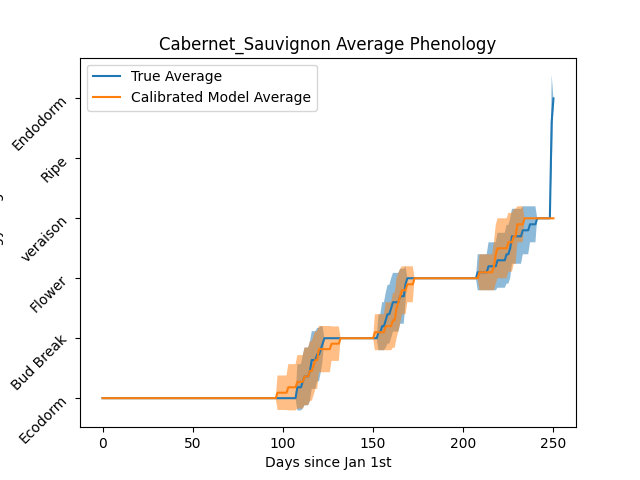 Cabernet_Sauvignon Average Phenology
True Average
Calibrated Model Average
Endodorm
Ripe
veraison
Flower
Bud Break
Ecodorm
0 50 100 150 200 250
Days since Jan 1st